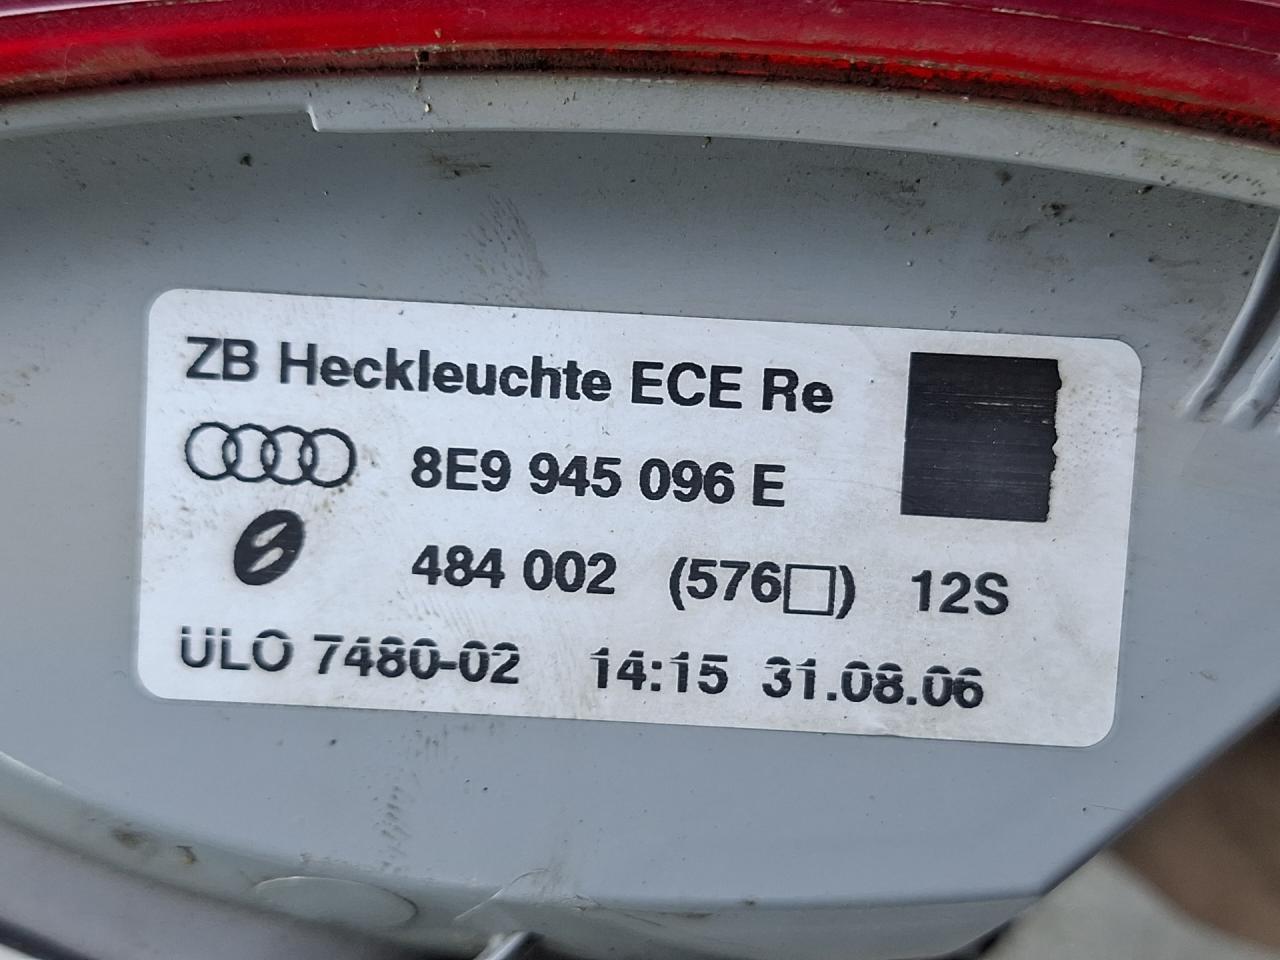 ZB Heckleuchte ECE Re
8E9 945 096 E
484 002 (576□) 12S
ULO 7480-02 14:15 31.08.06